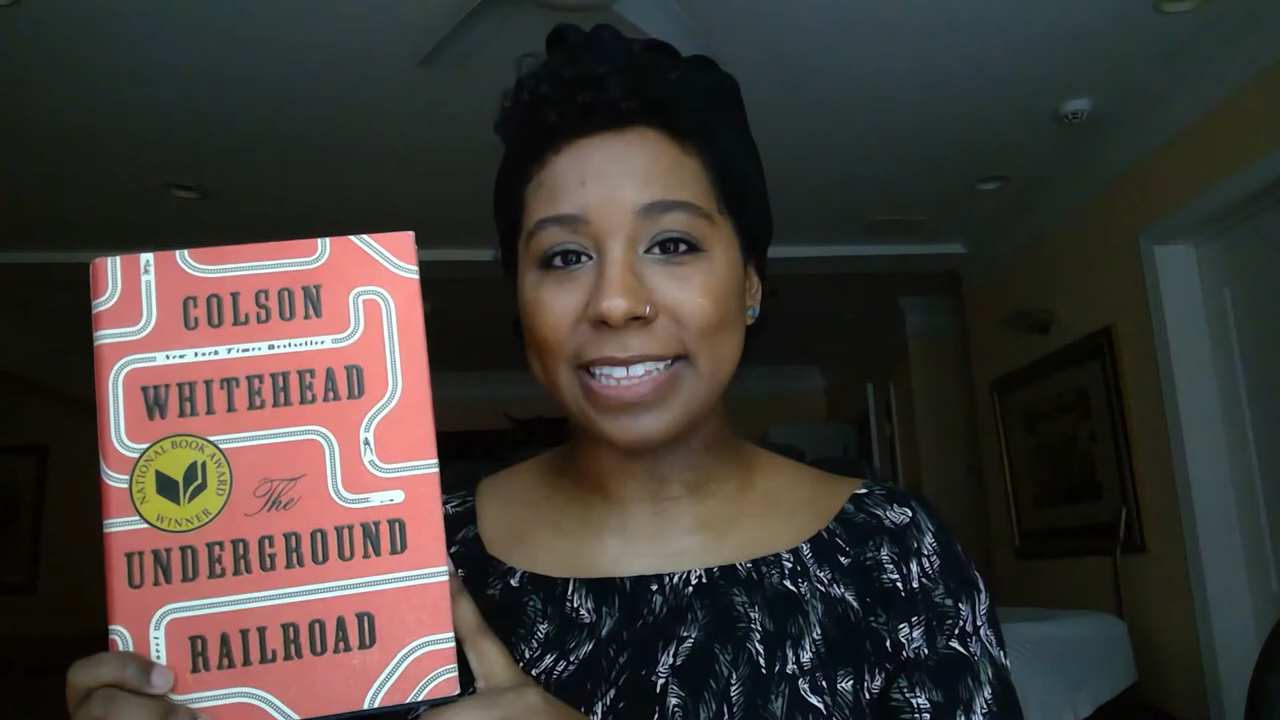 COLSON
New York Times Bestseller
WHITEHEAD
NATIONAL BOOK AWARD
WINNER
The
UNDERGROUND
RAILROAD